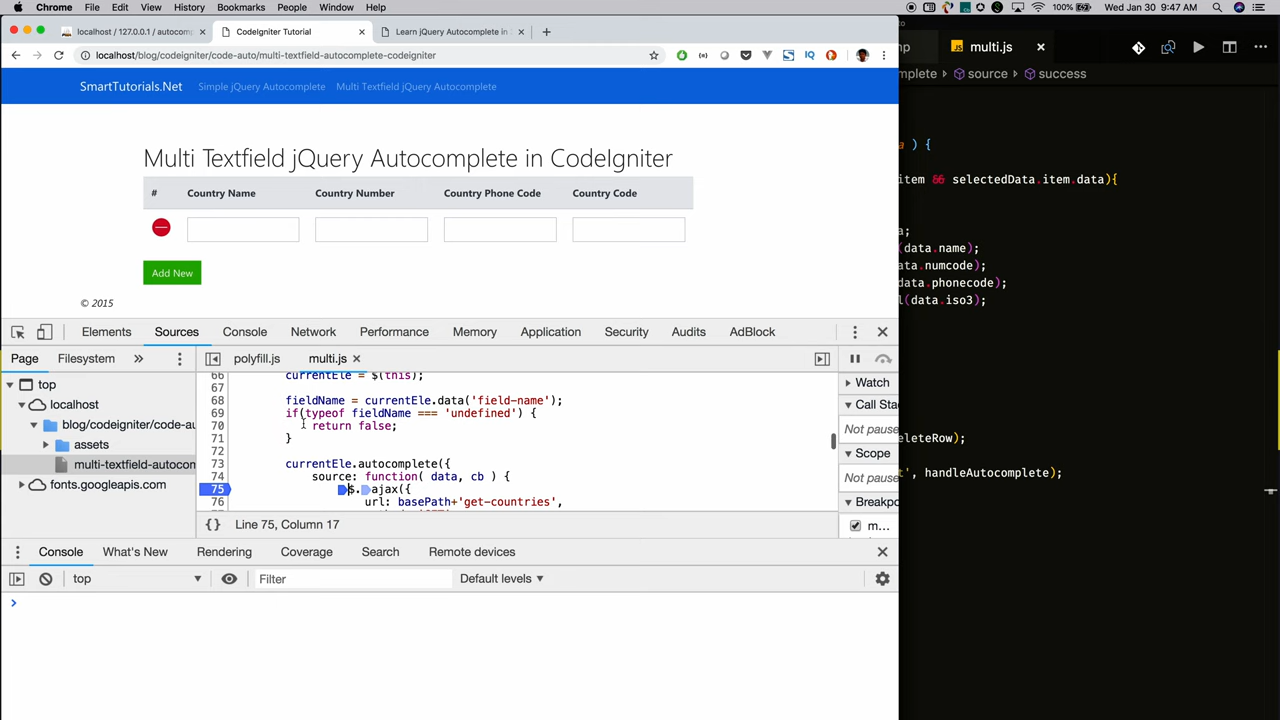 Chrome File Edit View History Bookmarks People Window Help 100% Wed Jan 30 9:47 AM
localhost / 127.0.0.1 / autocom CodeIgniter Tutorial Learn jQuery Autocomplete in
localhost/blog/codeigniter/code-auto/multi-textfield-autocomplete-codeigniter
SmartTutorials.Net Simple jQuery Autocomplete Multi Textfield jQuery Autocomplete
Multi Textfield jQuery Autocomplete in CodeIgniter
# Country Name Country Number Country Phone Code Country Code
Add New
© 2015
Elements Sources Console Network Performance Memory Application Security Audits AdBlock
Page Filesystem » polyfill.js multi.js
top
localhost
blog/codeigniter/code-au
assets
multi-textfield-autocon
fonts.googleapis.com
66 currentEle = $(this);
67
68 fieldName = currentEle.data('field-name');
69 if(typeof fieldName === 'undefined') {
70 return false;
71 }
72
73 currentEle.autocomplete({
74 source: function( data, cb ) {
75 $.ajax({
76 url: basePath+'get-countries',
{} Line 75, Column 17
Watch
Call Stac
Not pause
Scope
Not pause
Breakpo
m...
Console What's New Rendering Coverage Search Remote devices
top Filter Default levels
>
np multi.js
mplete > source > success
a ) {
item && selectedData.item.data){
a;
(data.name);
ata.numcode);
data.phonecode);
l(data.iso3);
eleteRow);
t', handleAutocomplete);